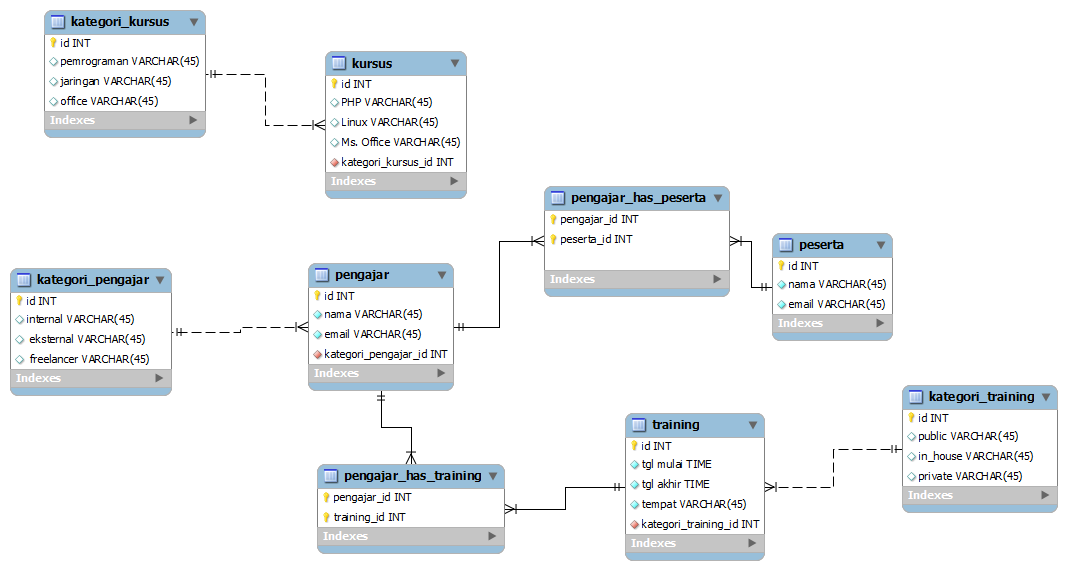 kategori_kursus
id INT
pemrograman VARCHAR(45)
jaringan VARCHAR(45)
office VARCHAR(45)
Indexes
kursus
id INT
PHP VARCHAR(45)
Linux VARCHAR(45)
Ms. Office VARCHAR(45)
kategori_kursus_id INT
Indexes
pengajar_has_peserta
pengajar_id INT
peserta_id INT
Indexes
peserta
id INT
nama VARCHAR(45)
email VARCHAR(45)
Indexes
kategori_pengajar
id INT
internal VARCHAR(45)
eksternal VARCHAR(45)
freelancer VARCHAR(45)
Indexes
pengajar
id INT
nama VARCHAR(45)
email VARCHAR(45)
kategori_pengajar_id INT
Indexes
pengajar_has_training
pengajar_id INT
training_id INT
Indexes
training
id INT
tgl mulai TIME
tgl akhir TIME
tempat VARCHAR(45)
kategori_training_id INT
Indexes
kategori_training
id INT
public VARCHAR(45)
in_house VARCHAR(45)
private VARCHAR(45)
Indexes